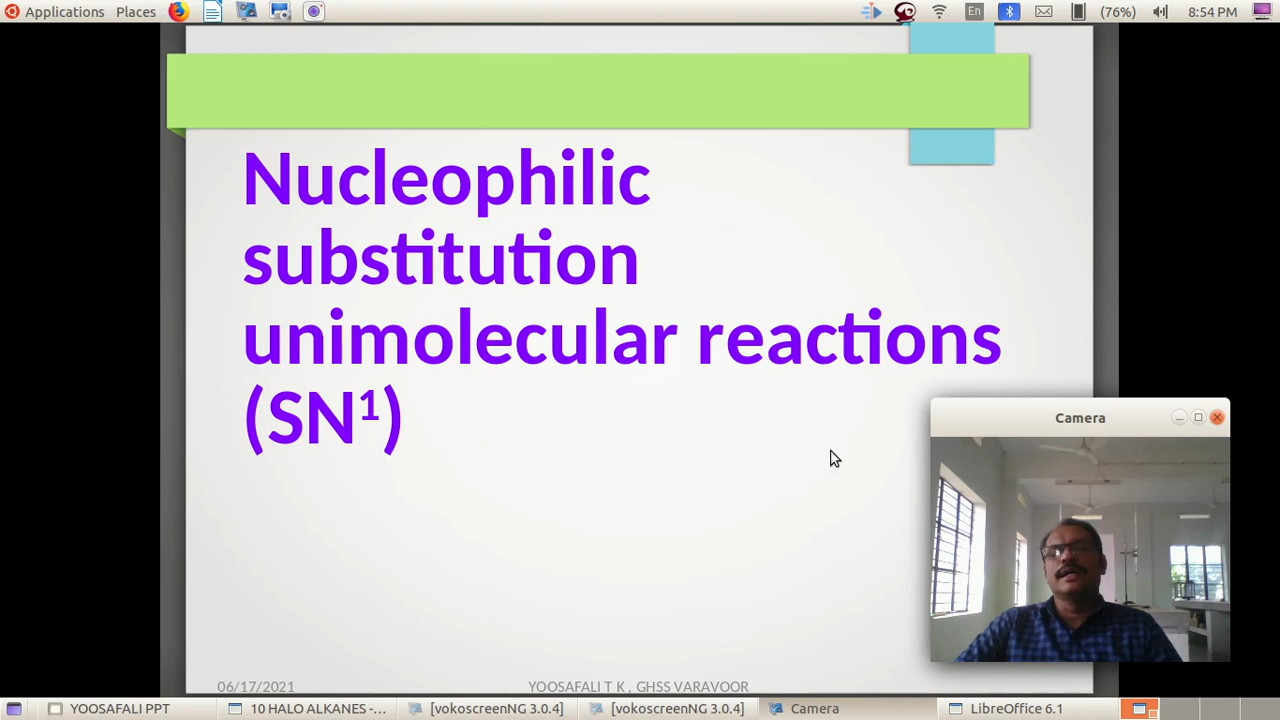 Applications Places En (76%) 8:54 PM
Nucleophilic
substitution
unimolecular reactions
(SN¹)
Camera
06/17/2021 YOOSAFALI T K , GHSS VARAVOOR
YOOSAFALI PPT 10 HALO ALKANES -... [vokoscreenNG 3.0.4] [vokoscreenNG 3.0.4] Camera LibreOffice 6.1